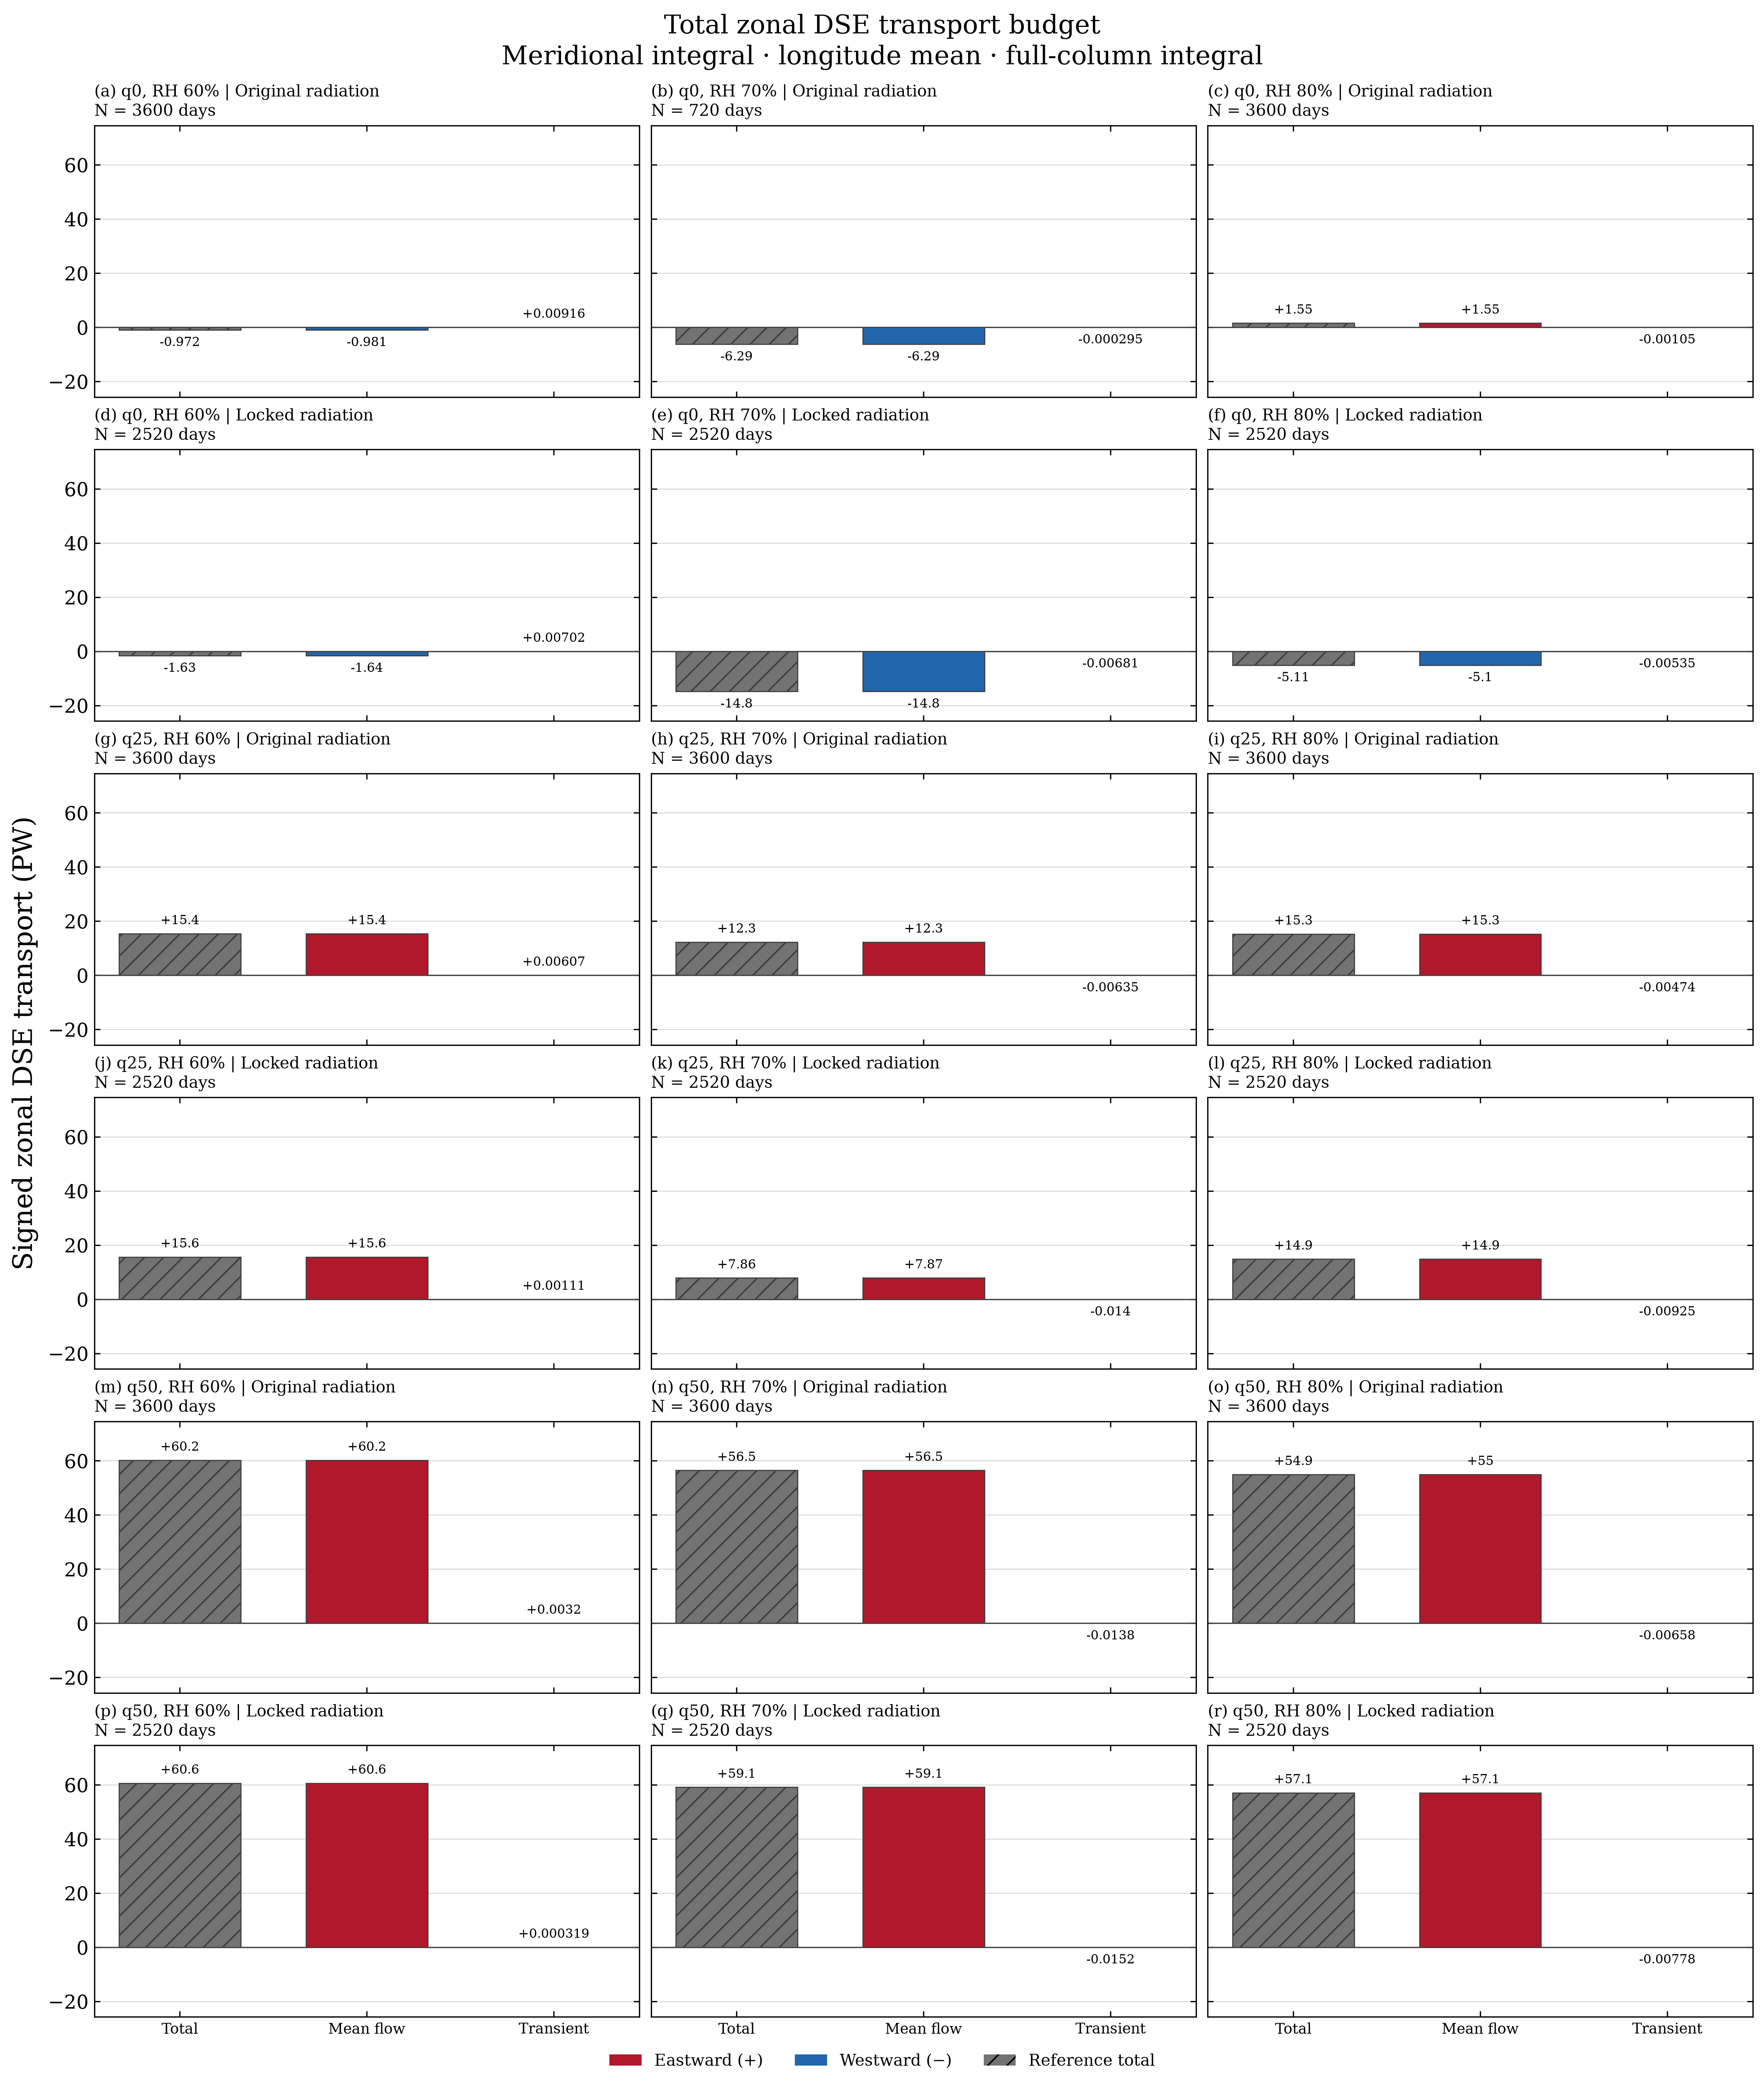 Total zonal DSE transport budget
Meridional integral · longitude mean · full-column integral
Signed zonal DSE transport (PW)
(a) q0, RH 60% | Original radiation
N = 3600 days
60
40
20
0
−20
-0.972
-0.981
+0.00916
(b) q0, RH 70% | Original radiation
N = 720 days
-6.29
-6.29
-0.000295
(c) q0, RH 80% | Original radiation
N = 3600 days
+1.55
+1.55
-0.00105
(d) q0, RH 60% | Locked radiation
N = 2520 days
60
40
20
0
−20
-1.63
-1.64
+0.00702
(e) q0, RH 70% | Locked radiation
N = 2520 days
-14.8
-14.8
-0.00681
(f) q0, RH 80% | Locked radiation
N = 2520 days
-5.11
-5.1
-0.00535
(g) q25, RH 60% | Original radiation
N = 3600 days
60
40
20
0
−20
+15.4
+15.4
+0.00607
(h) q25, RH 70% | Original radiation
N = 3600 days
+12.3
+12.3
-0.00635
(i) q25, RH 80% | Original radiation
N = 3600 days
+15.3
+15.3
-0.00474
(j) q25, RH 60% | Locked radiation
N = 2520 days
60
40
20
0
−20
+15.6
+15.6
+0.00111
(k) q25, RH 70% | Locked radiation
N = 2520 days
+7.86
+7.87
-0.014
(l) q25, RH 80% | Locked radiation
N = 2520 days
+14.9
+14.9
-0.00925
(m) q50, RH 60% | Original radiation
N = 3600 days
60
40
20
0
−20
+60.2
+60.2
+0.0032
(n) q50, RH 70% | Original radiation
N = 3600 days
+56.5
+56.5
-0.0138
(o) q50, RH 80% | Original radiation
N = 3600 days
+54.9
+55
-0.00658
(p) q50, RH 60% | Locked radiation
N = 2520 days
60
40
20
0
−20
+60.6
+60.6
+0.000319
(q) q50, RH 70% | Locked radiation
N = 2520 days
+59.1
+59.1
-0.0152
(r) q50, RH 80% | Locked radiation
N = 2520 days
+57.1
+57.1
-0.00778
Total Mean flow Transient
Total Mean flow Transient
Total Mean flow Transient
Eastward (+) Westward (−) Reference total